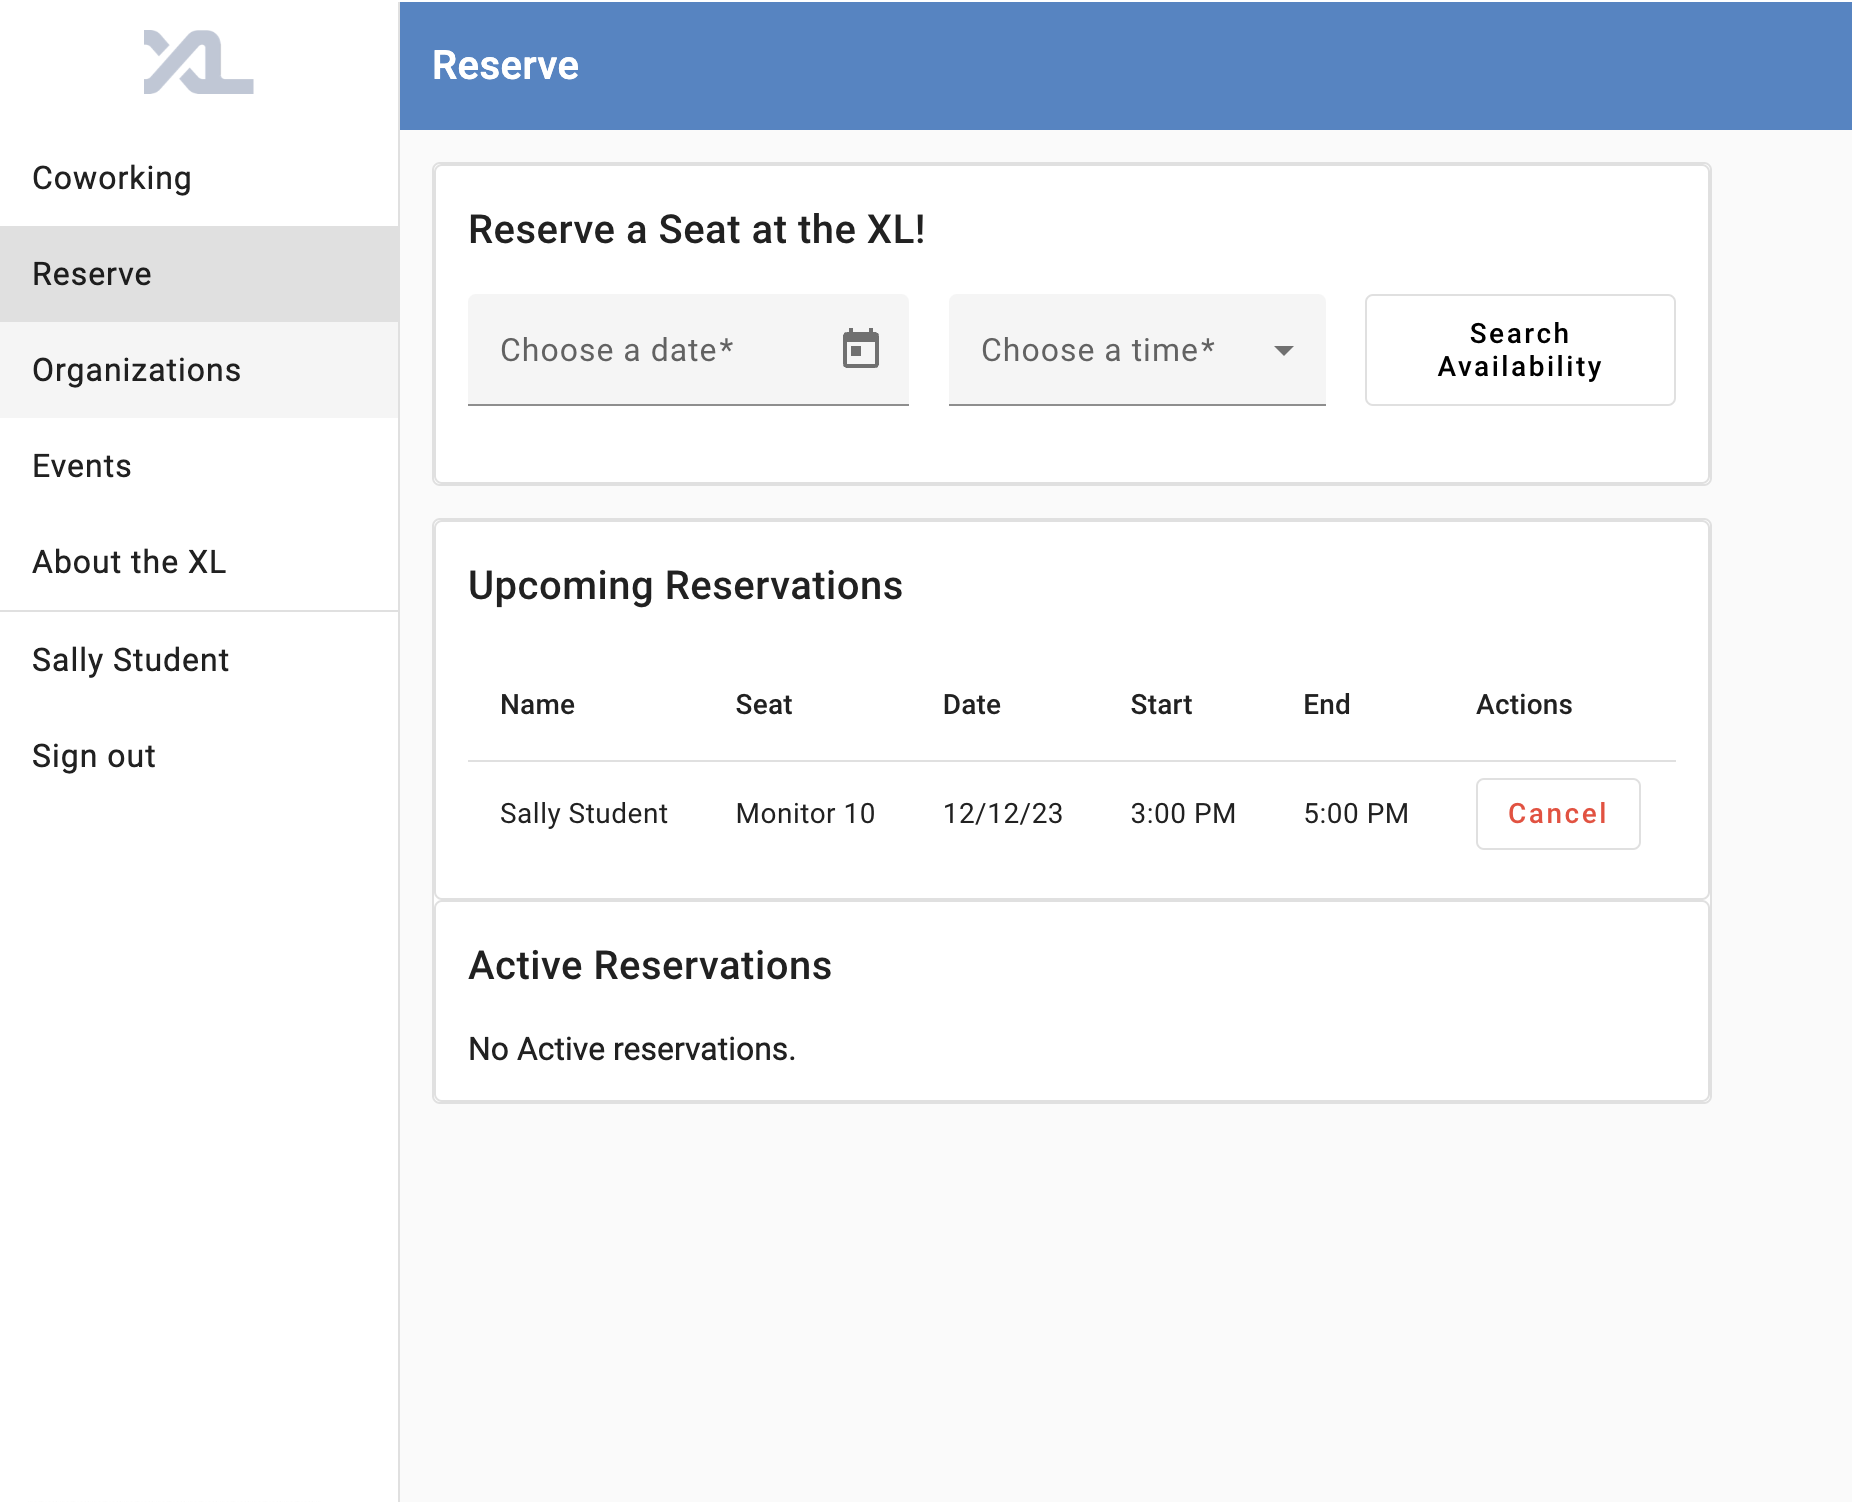 XL
Coworking
Reserve
Organizations
Events
About the XL
Sally Student
Sign out
Reserve
Reserve a Seat at the XL!
Choose a date*
Choose a time*
Search
Availability
Upcoming Reservations
Name Seat Date Start End Actions
Sally Student Monitor 10 12/12/23 3:00 PM 5:00 PM Cancel
Active Reservations
No Active reservations.